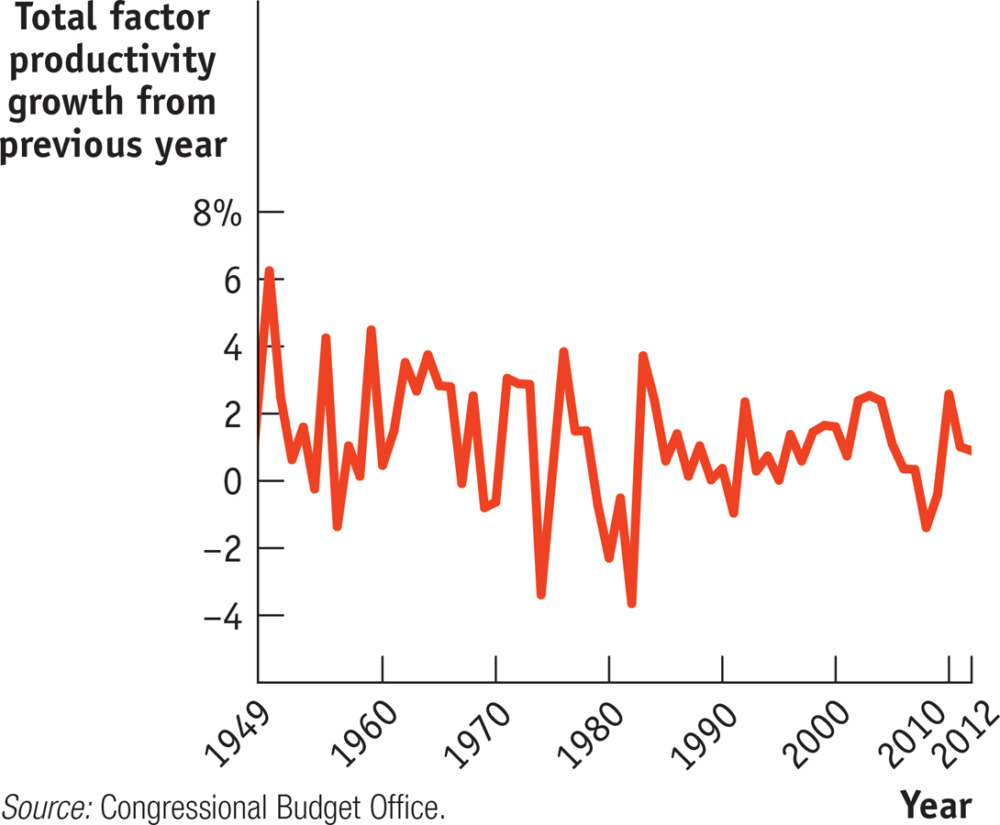 Total factor
productivity
growth from
previous year
8%
6
4
2
0
−2
−4
1949
1960
1970
1980
1990
2000
2010
2012
Year
Source: Congressional Budget Office.